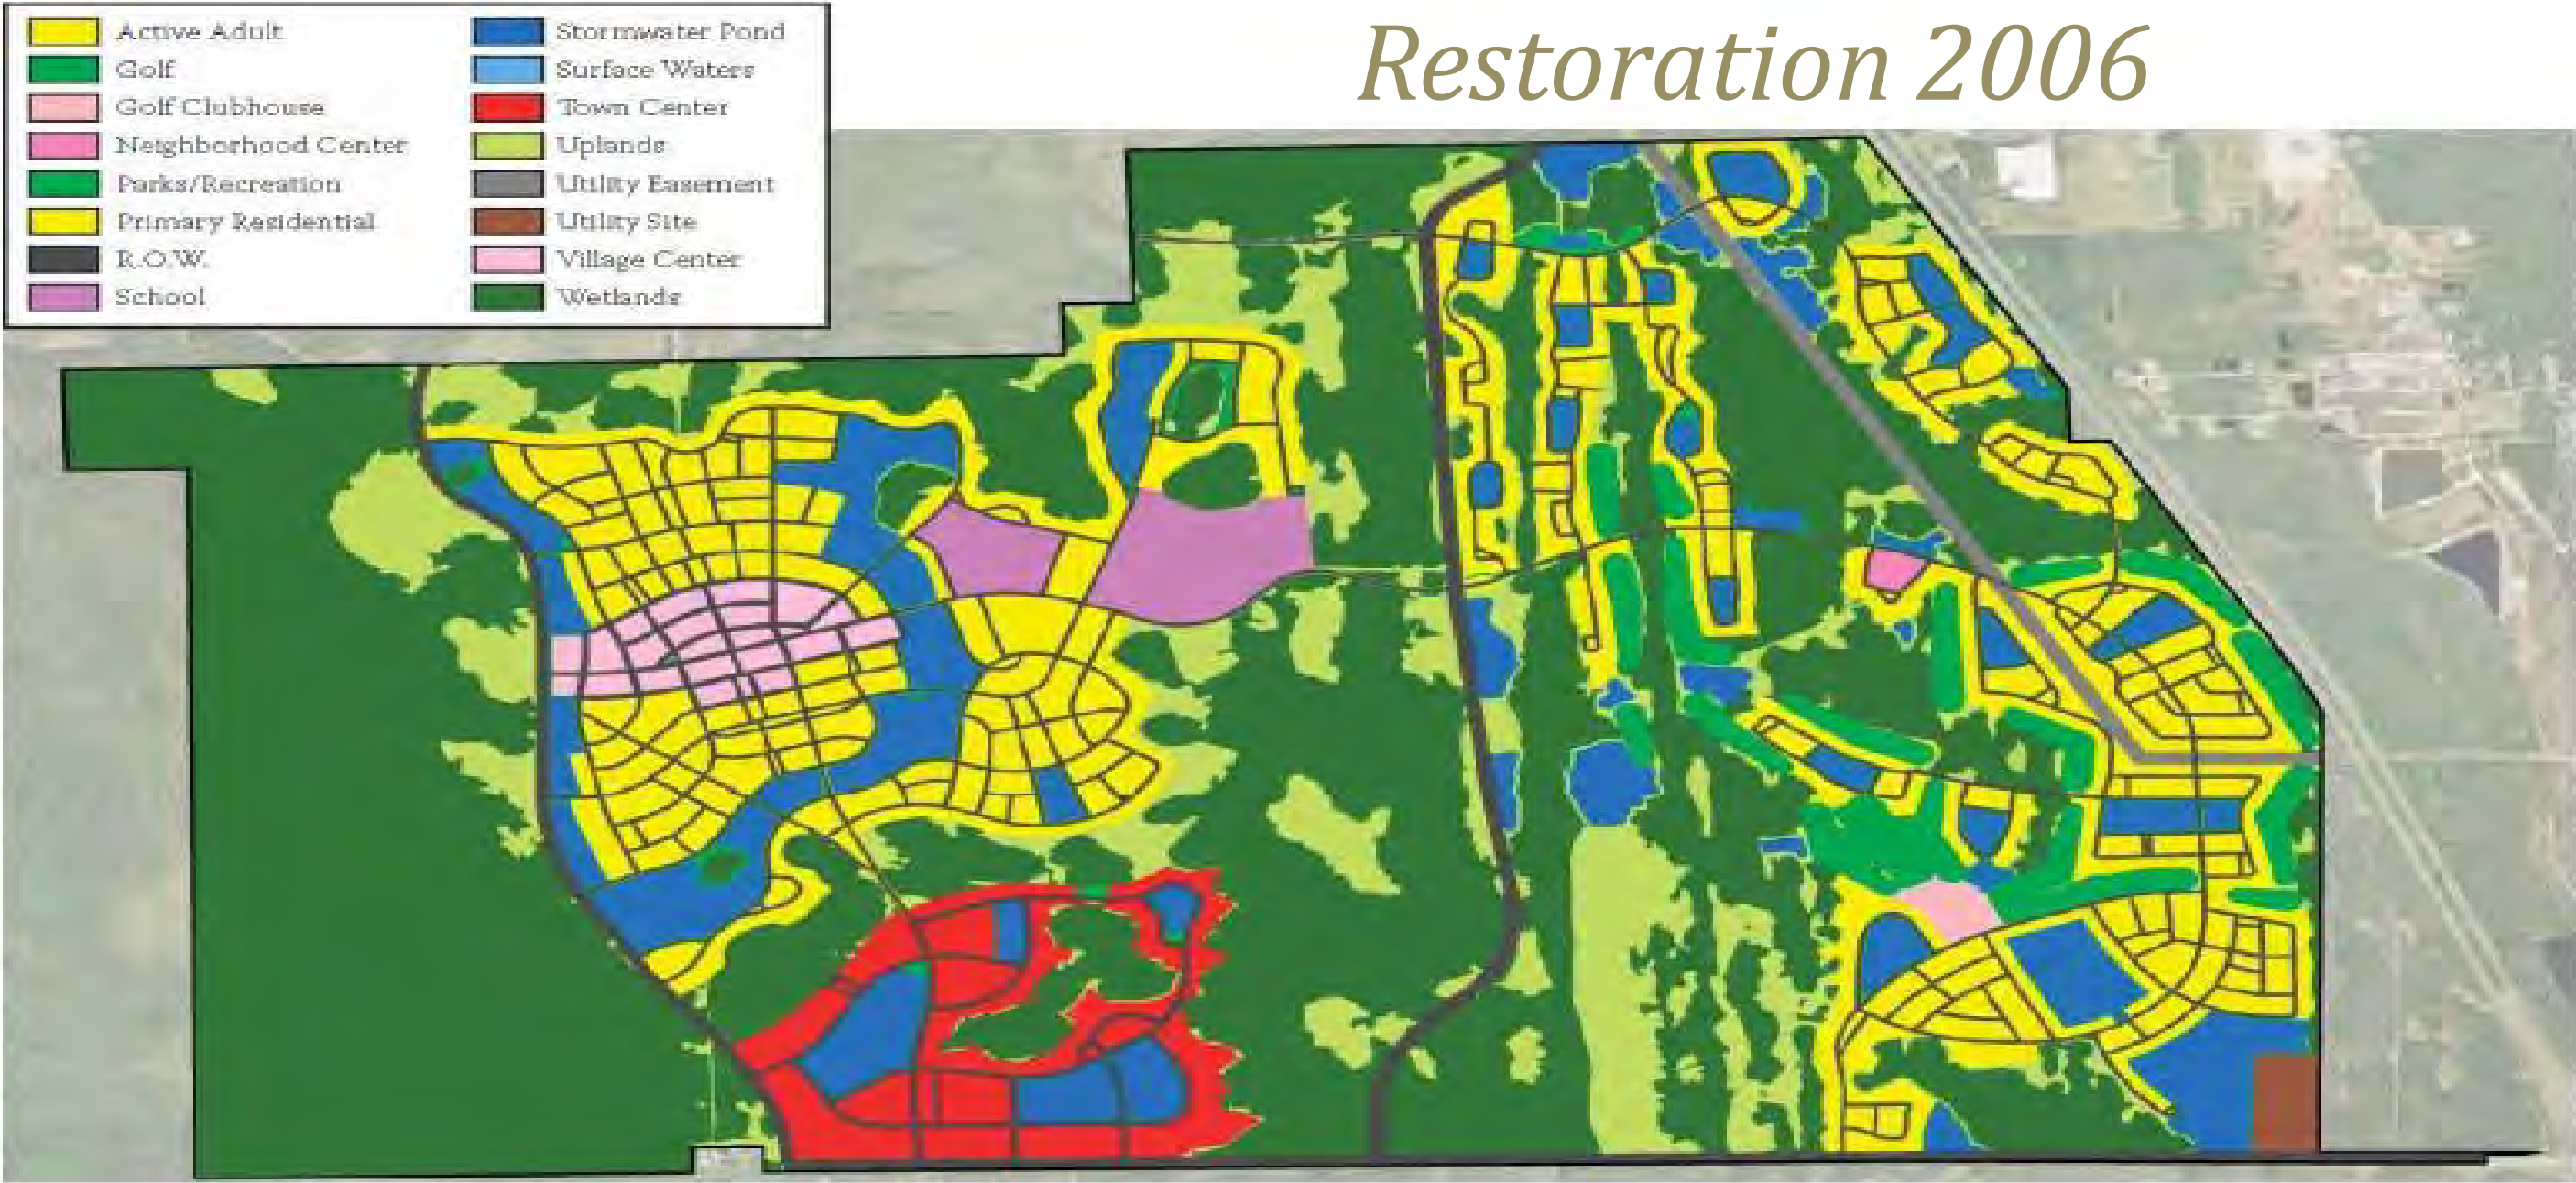 Restoration 2006
Active Adult
Golf
Golf Clubhouse
Neighborhood Center
Parks/Recreation
Primary Residential
R.O.W.
School
Stormwater Pond
Surface Waters
Town Center
Uplands
Utility Easement
Utility Site
Village Center
Wetlands